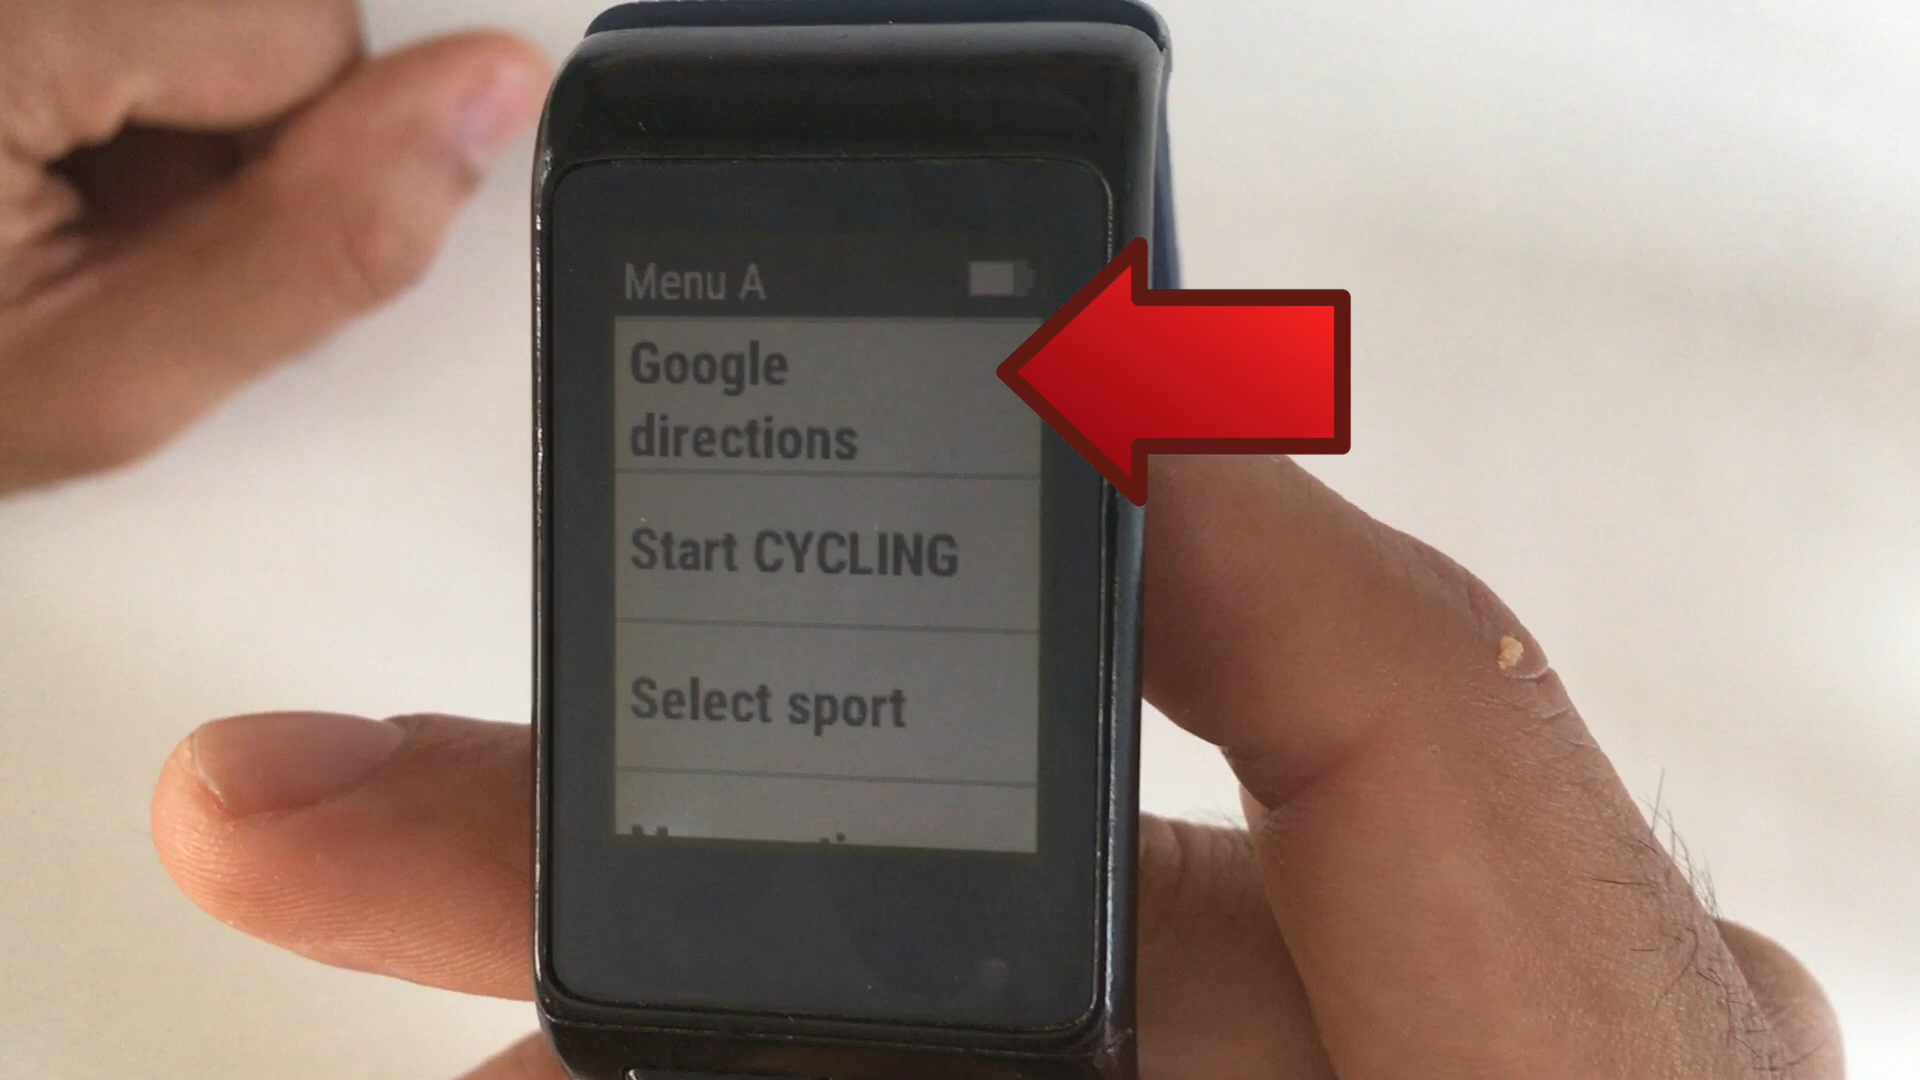 Menu A
Google
directions
Start CYCLING
Select sport